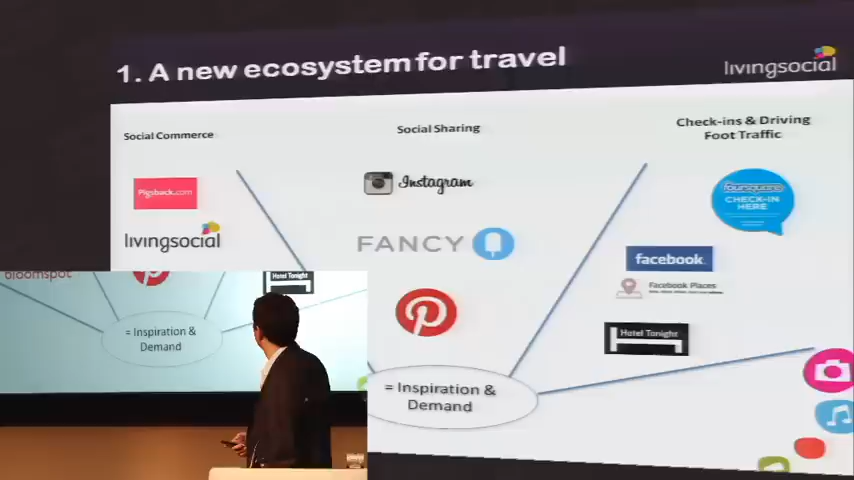 1. A new ecosystem for travel
livingsocial
Social Commerce
Social Sharing
Check-ins & Driving
Foot Traffic
Pigsback.com
Instagram
foursquare
CHECK-IN
HERE
livingsocial
FANCY
facebook
Facebook Places
Hotel Tonight
= Inspiration &
Demand
bloomspot
Hotel Tonight
= Inspiration &
Demand